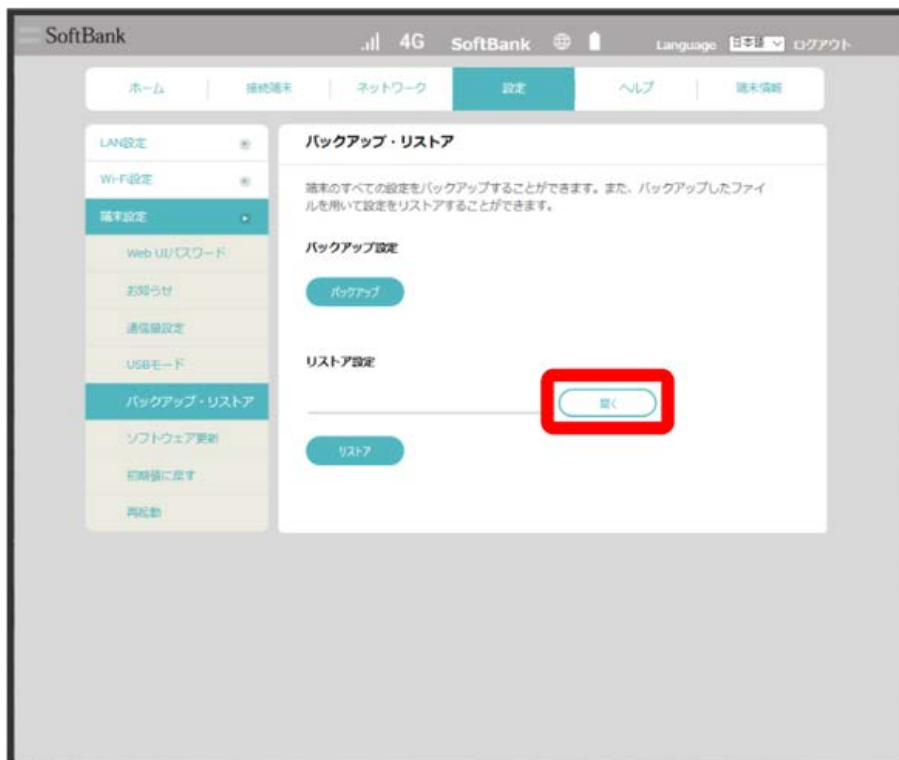 SoftBank
4G SoftBank Language 日本語 ログアウト
ホーム 接続端末 ネットワーク 設定 ヘルプ 端末情報
LAN設定
Wi-Fi設定
端末設定
Web UIパスワード
お知らせ
通信量設定
USBモード
バックアップ・リストア
ソフトウェア更新
初期値に戻す
再起動
バックアップ・リストア
端末のすべての設定をバックアップすることができます。また、バックアップしたファイ
ルを用いて設定をリストアすることができます。
バックアップ設定
バックアップ
リストア設定
開く
リストア